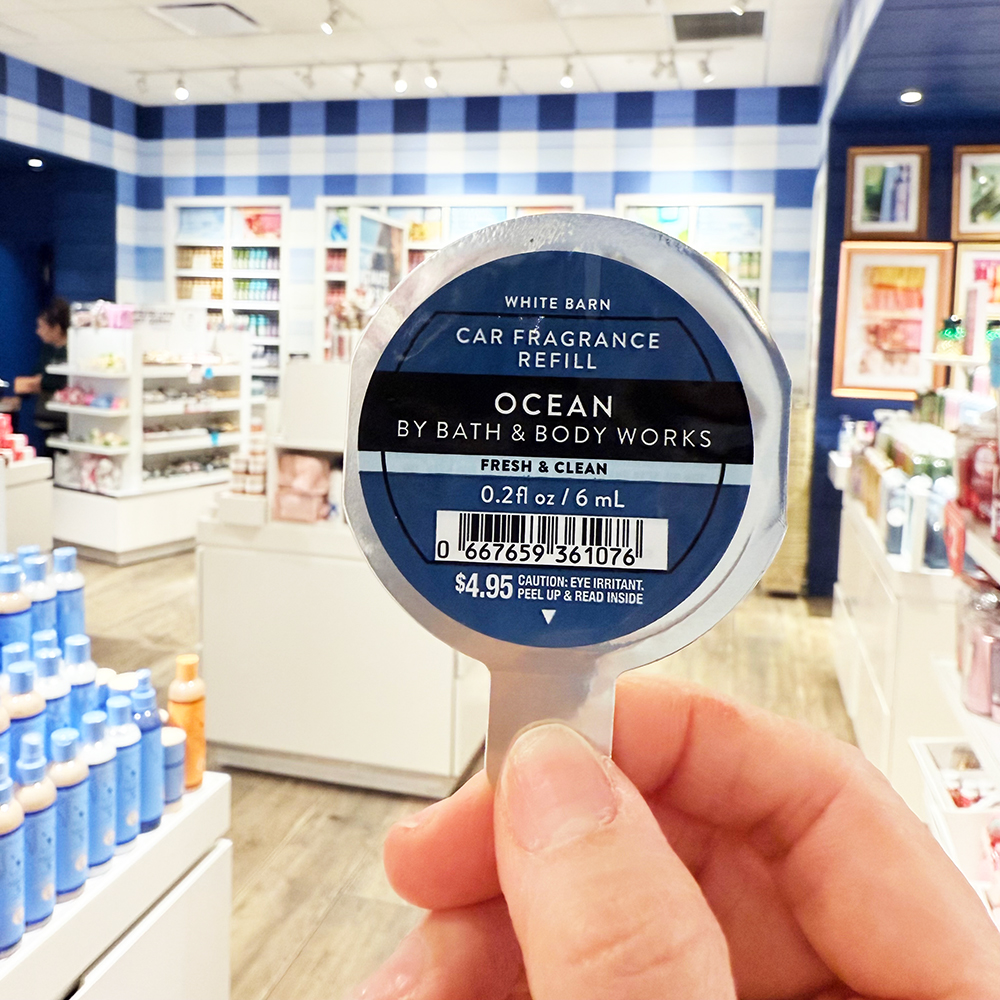 WHITE BARN
CAR FRAGRANCE
REFILL
OCEAN
BY BATH & BODY WORKS
FRESH & CLEAN
0.2fl oz / 6 mL
0 667659 361076
$4.95 CAUTION: EYE IRRITANT.
PEEL UP & READ INSIDE